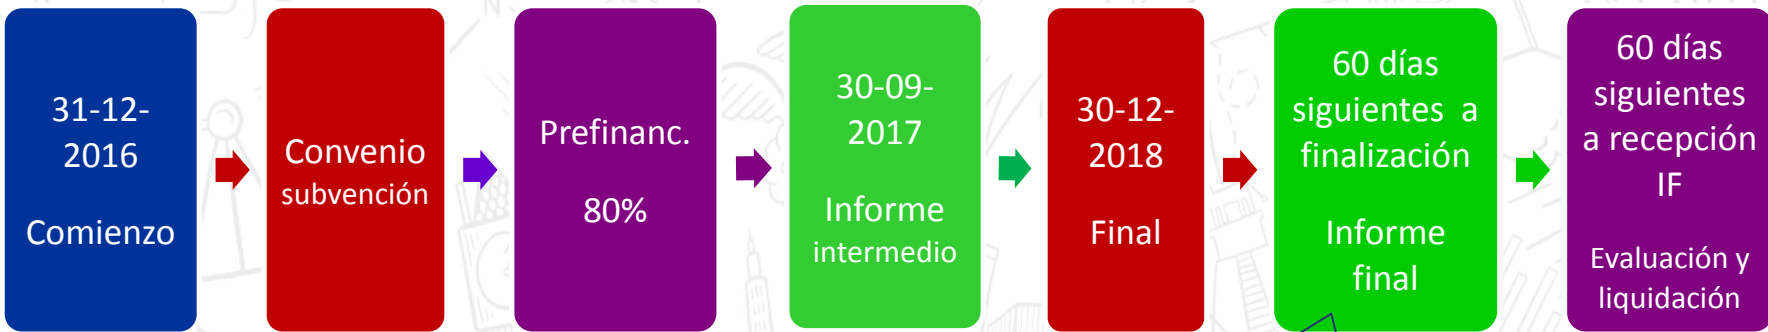 31-12-
2016
Comienzo
Convenio
subvención
Prefinanc.
80%
30-09-
2017
Informe
intermedio
30-12-
2018
Final
60 días
siguientes a
finalización
Informe
final
60 días
siguientes
a recepción
IF
Evaluación y
liquidación